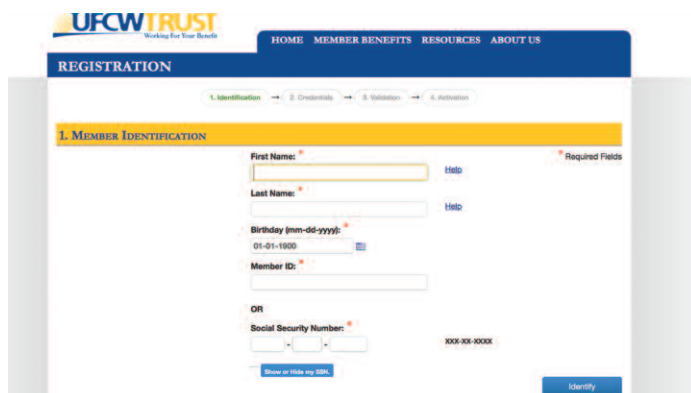 UFCWTRUST
Working For Your Benefit
HOME MEMBER BENEFITS RESOURCES ABOUT US
REGISTRATION
1. Identification → 2. Credentials → 3. Validation → 4. Activation
1. MEMBER IDENTIFICATION
First Name: *
* Required Fields
Help
Last Name: *
Help
Birthday (mm-dd-yyyy): *
01-01-1900
Member ID: *
OR
Social Security Number: *
- -
XXX-XX-XXXX
Show or Hide my SSN.
Identify